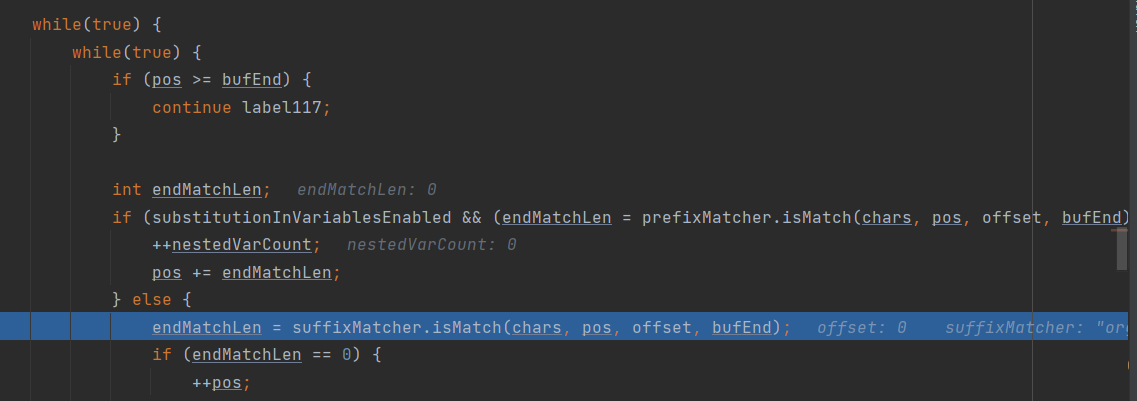 while(true) {
while(true) {
if (pos >= bufEnd) {
continue label117;
}
int endMatchLen; endMatchLen: 0
if (substitutionInVariablesEnabled && (endMatchLen = prefixMatcher.isMatch(chars, pos, offset, bufEnd)
++nestedVarCount; nestedVarCount: 0
pos += endMatchLen;
} else {
endMatchLen = suffixMatcher.isMatch(chars, pos, offset, bufEnd); offset: 0 suffixMatcher: "or
if (endMatchLen == 0) {
++pos;